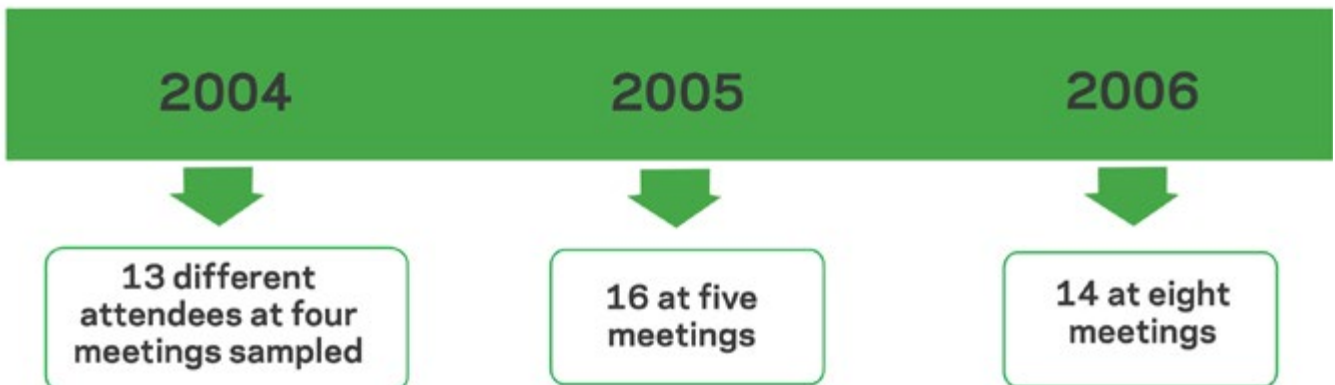 2004
2005
2006
13 different
attendees at four
meetings sampled
16 at five
meetings
14 at eight
meetings